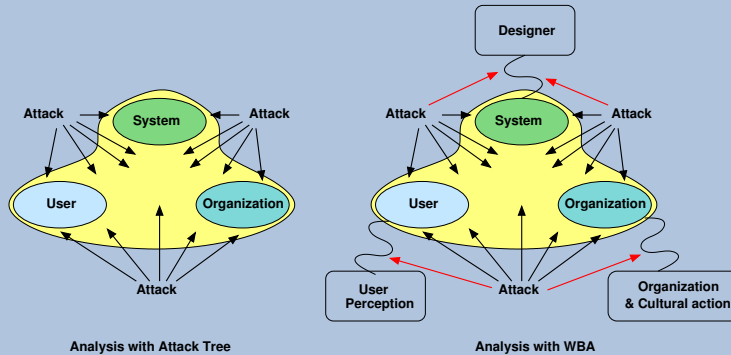 Designer
Attack
System
Attack
Attack
System
Attack
User
Organization
User
Organization
Attack
User
Perception
Attack
Organization
& Cultural action
Analysis with Attack Tree
Analysis with WBA